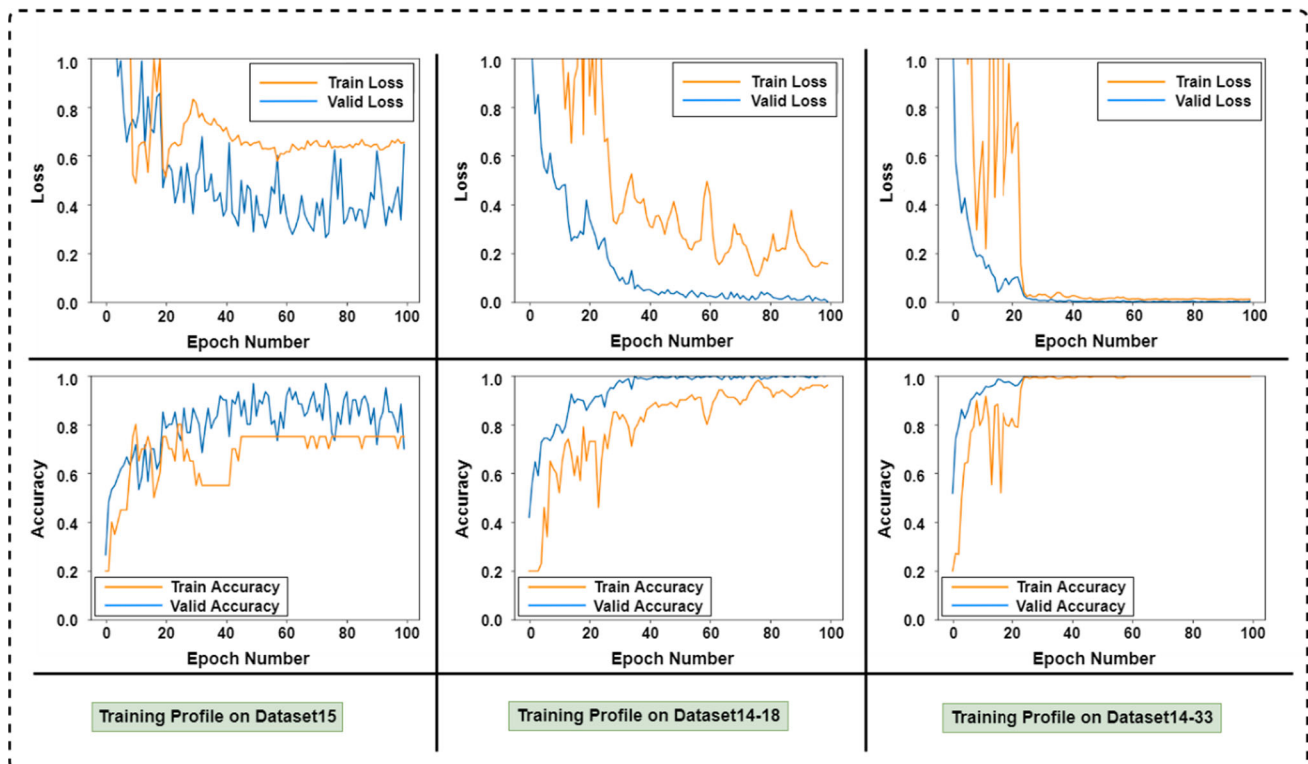 1.0
0.8
0.6
0.4
0.2
0.0
Loss
Train Loss
Valid Loss
0 20 40 60 80 100
Epoch Number
1.0
0.8
0.6
0.4
0.2
0.0
Loss
Train Loss
Valid Loss
0 20 40 60 80 100
Epoch Number
1.0
0.8
0.6
0.4
0.2
0.0
Loss
Train Loss
Valid Loss
0 20 40 60 80 100
Epoch Number
1.0
0.8
0.6
0.4
0.2
0.0
Accuracy
Train Accuracy
Valid Accuracy
0 20 40 60 80 100
Epoch Number
1.0
0.8
0.6
0.4
0.2
0.0
Accuracy
Train Accuracy
Valid Accuracy
0 20 40 60 80 100
Epoch Number
1.0
0.8
0.6
0.4
0.2
0.0
Accuracy
Train Accuracy
Valid Accuracy
0 20 40 60 80 100
Epoch Number
Training Profile on Dataset15
Training Profile on Dataset14-18
Training Profile on Dataset14-33